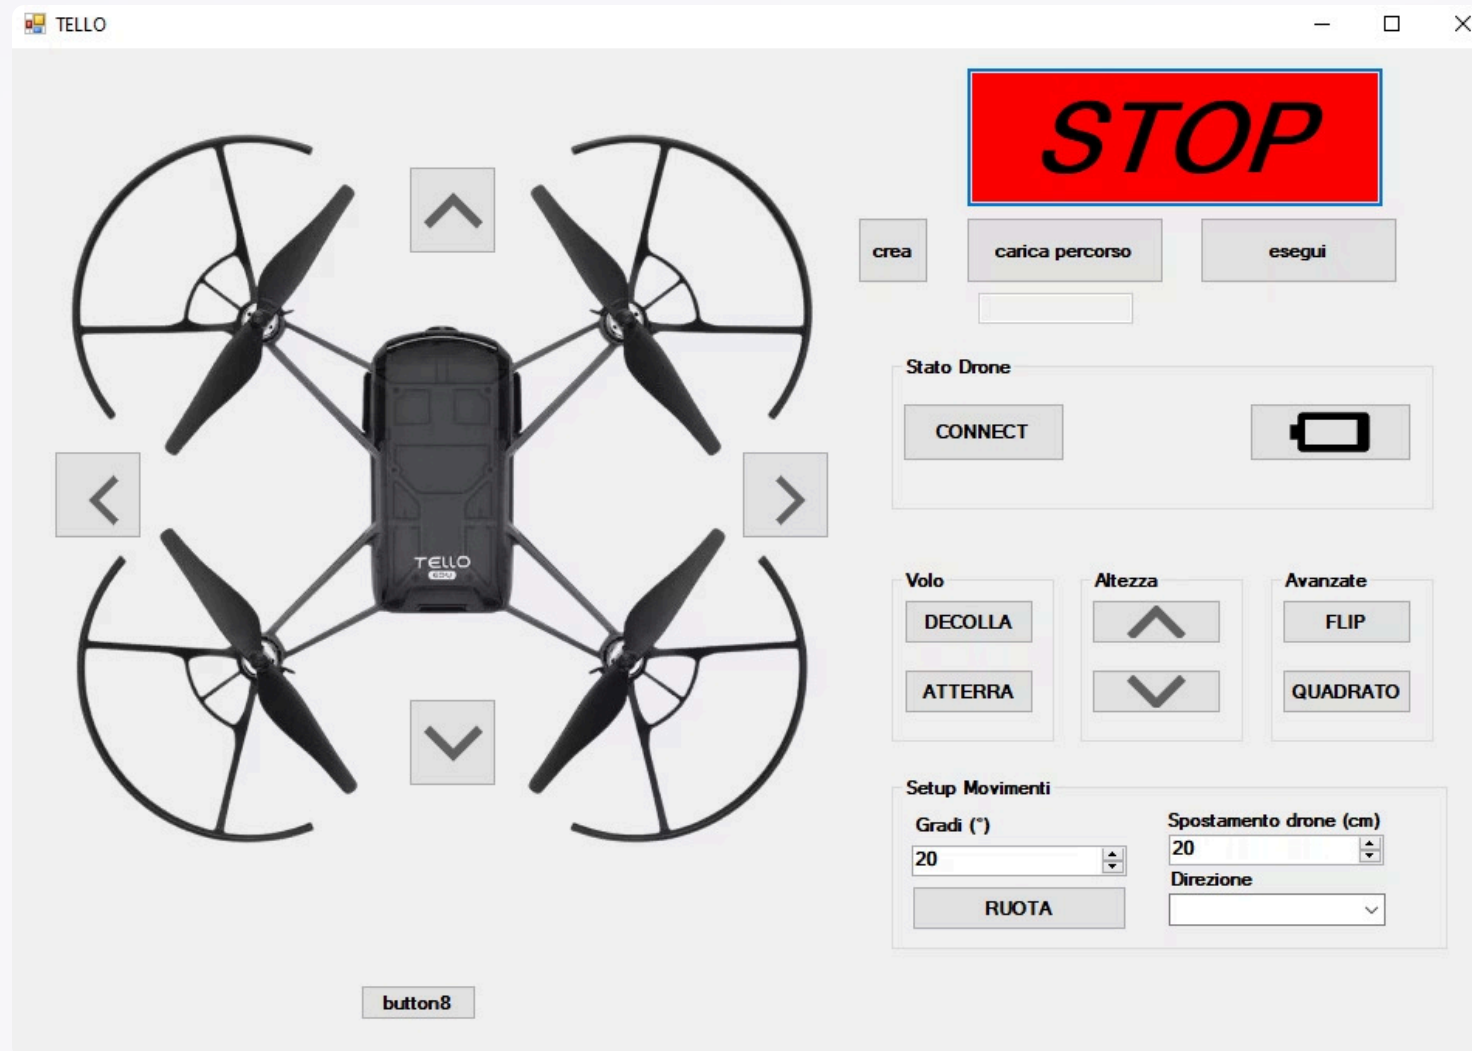 TELLO
STOP
crea
carica percorso
esegui
Stato Drone
CONNECT
TELLO
EDU
Volo
Altezza
Avanzate
DECOLLA
FLIP
ATTERRA
QUADRATO
Setup Movimenti
Gradi (°)
Spostamento drone (cm)
20
20
Direzione
RUOTA
button8